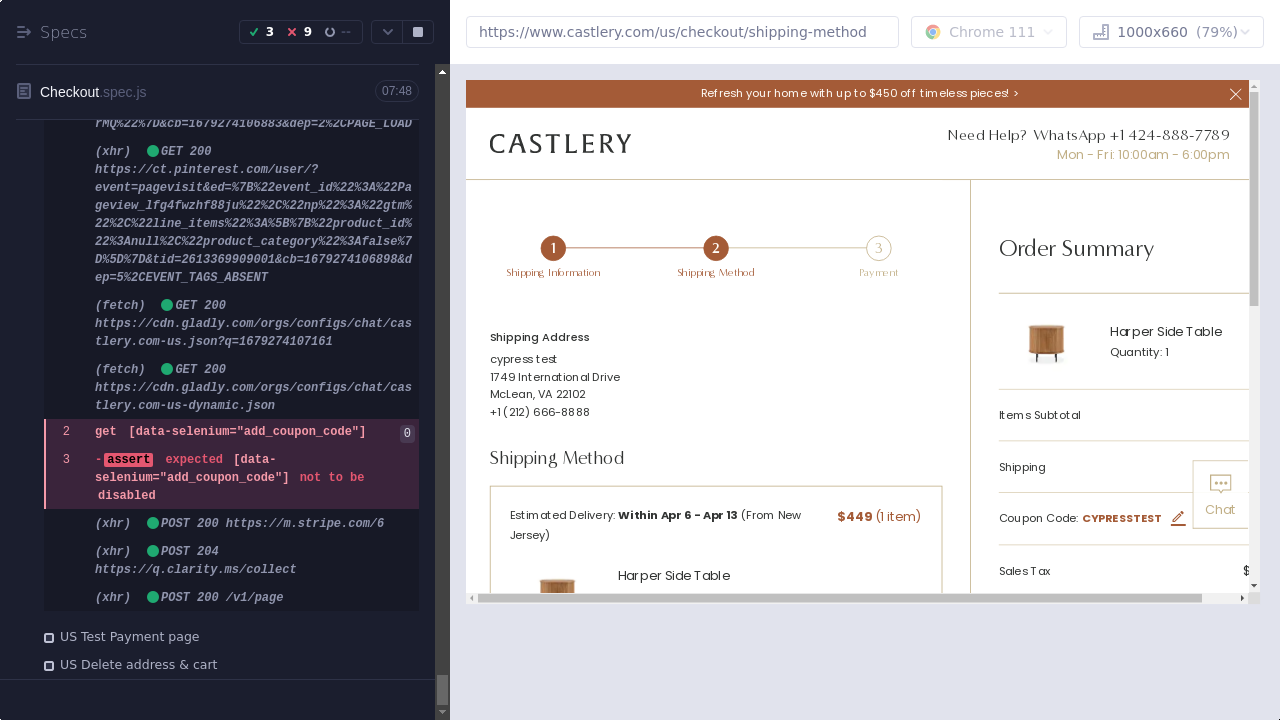 Specs
3
9
--
https://www.castlery.com/us/checkout/shipping-method
Chrome 111
1000x660 (79%)
Checkout.spec.js
07:48
rMQ%22%7D&cb=1679274106883&dep=2%2CPAGE_LOAD
(xhr) GET 200
https://ct.pinterest.com/user/?
event=pagevisit&ed=%7B%22event_id%22%3A%22Pa
geview_lfg4fwzhf88ju%22%2C%22np%22%3A%22gtm%
22%2C%22line_items%22%3A%5B%7B%22product_id%
22%3Anull%2C%22product_category%22%3Afalse%7
D%5D%7D&tid=2613369909001&cb=1679274106898&d
ep=5%2CEVENT_TAGS_ABSENT
(fetch) GET 200
https://cdn.gladly.com/orgs/configs/chat/cas
tlery.com-us.json?q=1679274107161
(fetch) GET 200
https://cdn.gladly.com/orgs/configs/chat/cas
tlery.com-us-dynamic.json
2 get [data-selenium="add_coupon_code"] 0
3 -assert expected [data-
selenium="add_coupon_code"] not to be
disabled
(xhr) POST 200 https://m.stripe.com/6
(xhr) POST 204
https://q.clarity.ms/collect
(xhr) POST 200 /v1/page
US Test Payment page
US Delete address & cart
Refresh your home with up to $450 off timeless pieces! >
CASTLERY
Need Help? WhatsApp +1 424-888-7789
Mon - Fri: 10:00am - 6:00pm
1
2
3
Shipping Information
Shipping Method
Payment
Shipping Address
cypress test
1749 International Drive
McLean, VA 22102
+1 (212) 666-8888
Shipping Method
Estimated Delivery: Within Apr 6 - Apr 13 (From New
Jersey)
$449 (1 item)
Harper Side Table
Order Summary
Harper Side Table
Quantity: 1
Items Subtotal
Shipping
Coupon Code: CYPRESSTEST
Chat
Sales Tax
$